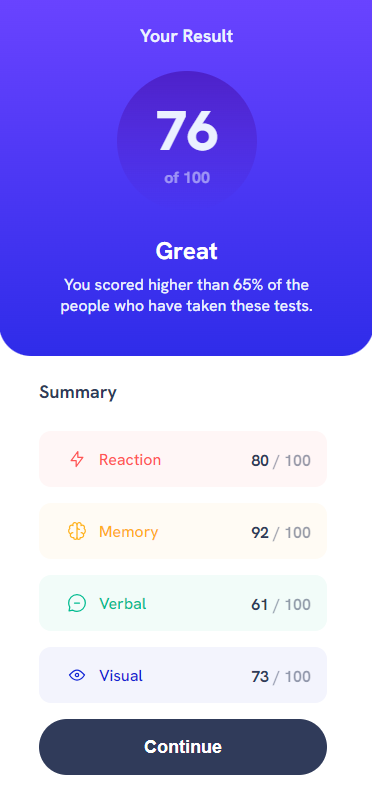 Your Result
76
of 100
Great
You scored higher than 65% of the
people who have taken these tests.
Summary
Reaction 80 / 100
Memory 92 / 100
Verbal 61 / 100
Visual 73 / 100
Continue